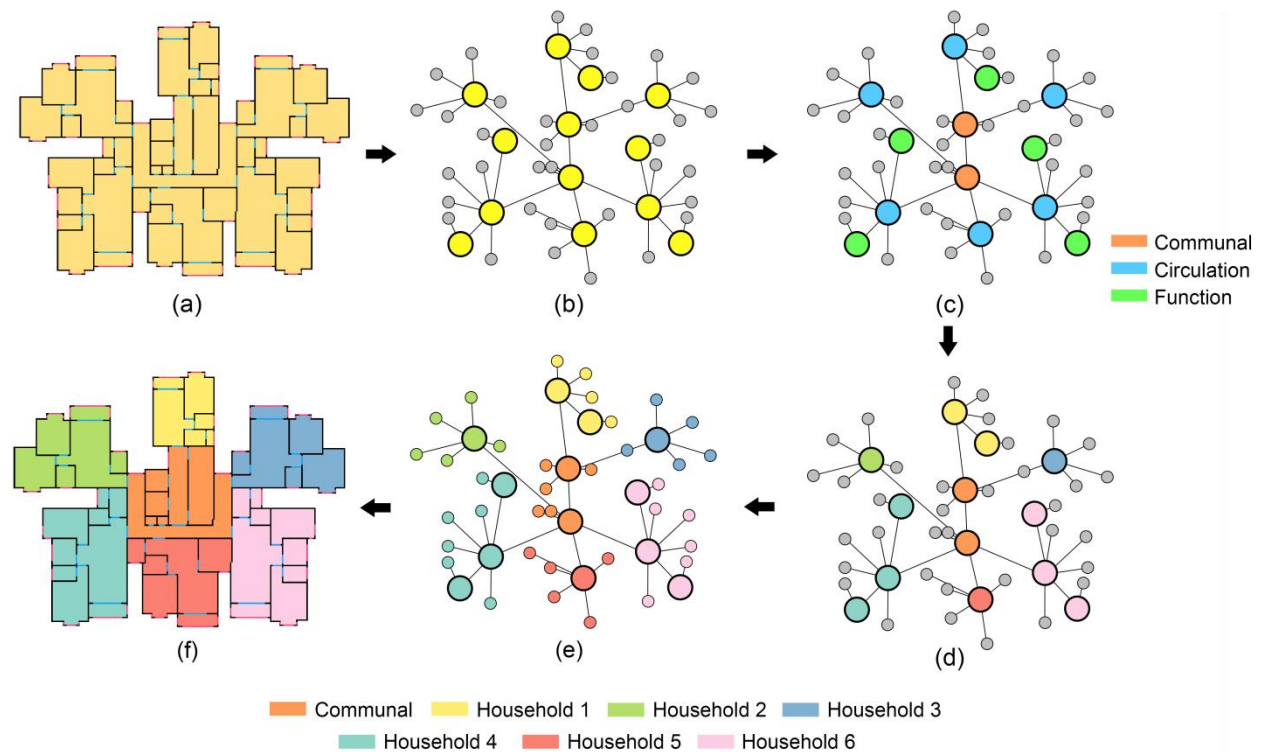 (a)
(b)
(c)
Communal
Circulation
Function
(f)
(e)
(d)
Communal Household 1 Household 2 Household 3
Household 4 Household 5 Household 6